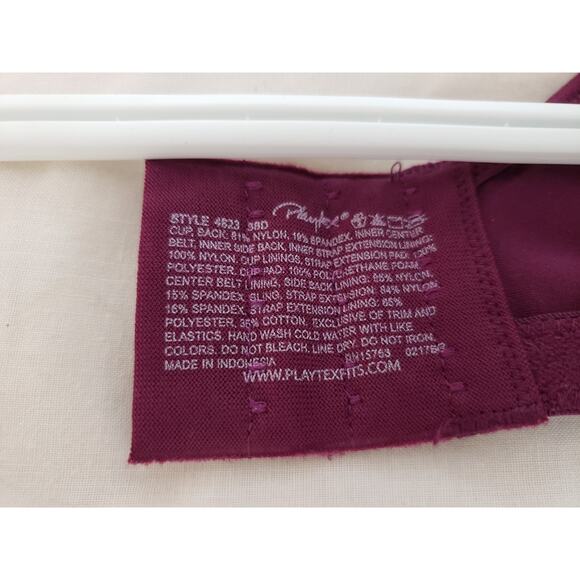 Playtex®
STYLE 4823 38D
CUP, BACK: 81% NYLON, 19% SPANDEX, INNER CENTER
BELT, INNER SIDE BACK, INNER STRAP EXTENSION LINING:
100% NYLON, CUP LININGS, STRAP EXTENSION PAD: 100%
POLYESTER, CUP PAD: 100% POLYURETHANE FOAM,
CENTER BELT LINING, SIDE BACK LINING: 85% NYLON,
15% SPANDEX, SLING, STRAP EXTENSION: 84% NYLON,
16% SPANDEX, STRAP EXTENSION LINING: 65%
POLYESTER, 35% COTTON. EXCLUSIVE OF TRIM AND
ELASTICS. HAND WASH COLD WATER WITH LIKE
COLORS. DO NOT BLEACH. LINE DRY. DO NOT IRON.
MADE IN INDONESIA RN15763
WWW.PLAYTEXFITS.COM